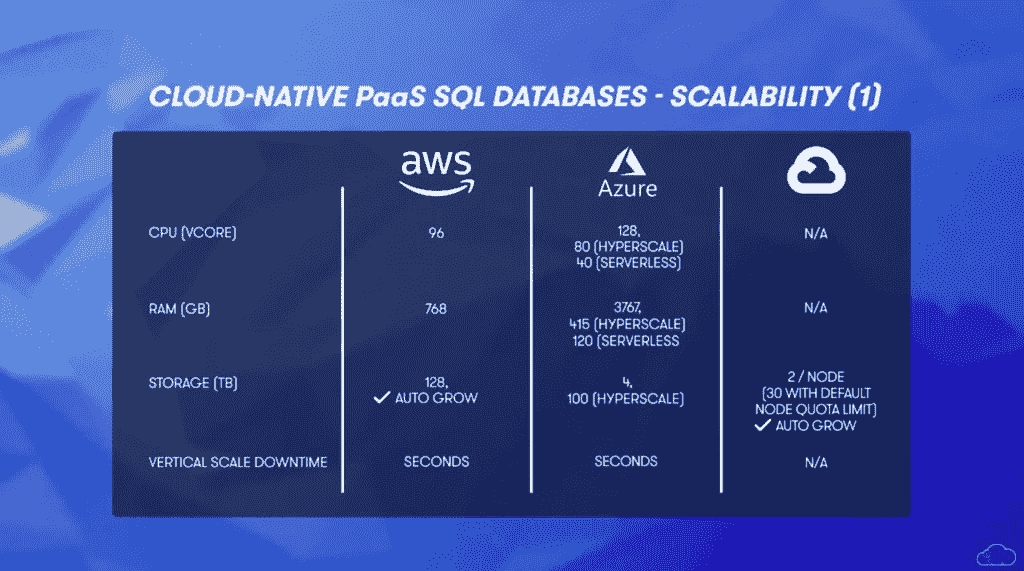 CLOUD-NATIVE PaaS SQL DATABASES - SCALABILITY (1)
aws
Azure
CPU (VCORE)
96
128,
80 (HYPERSCALE)
40 (SERVERLESS)
N/A
RAM (GB)
768
3767,
415 (HYPERSCALE)
120 (SERVERLESS
N/A
STORAGE (TB)
128,
✓ AUTO GROW
4,
100 (HYPERSCALE)
2 / NODE
(30 WITH DEFAULT
NODE QUOTA LIMIT)
✓ AUTO GROW
VERTICAL SCALE DOWNTIME
SECONDS
SECONDS
N/A